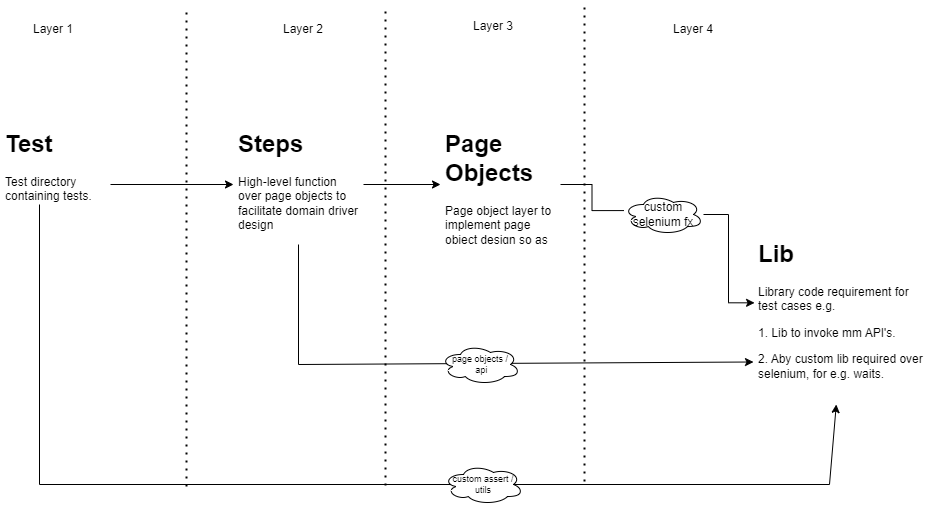 Layer 1
Layer 2
Layer 3
Layer 4
Test
Test directory
containing tests.
Steps
High-level function
over page objects to
facilitate domain driver
design
Page
Objects
Page object layer to
implement page
object design so as
custom
selenium fx
Lib
Library code requirement for
test cases e.g.
1. Lib to invoke mm API's.
2. Aby custom lib required over
selenium, for e.g. waits.
page objects /
api
custom assert /
utils